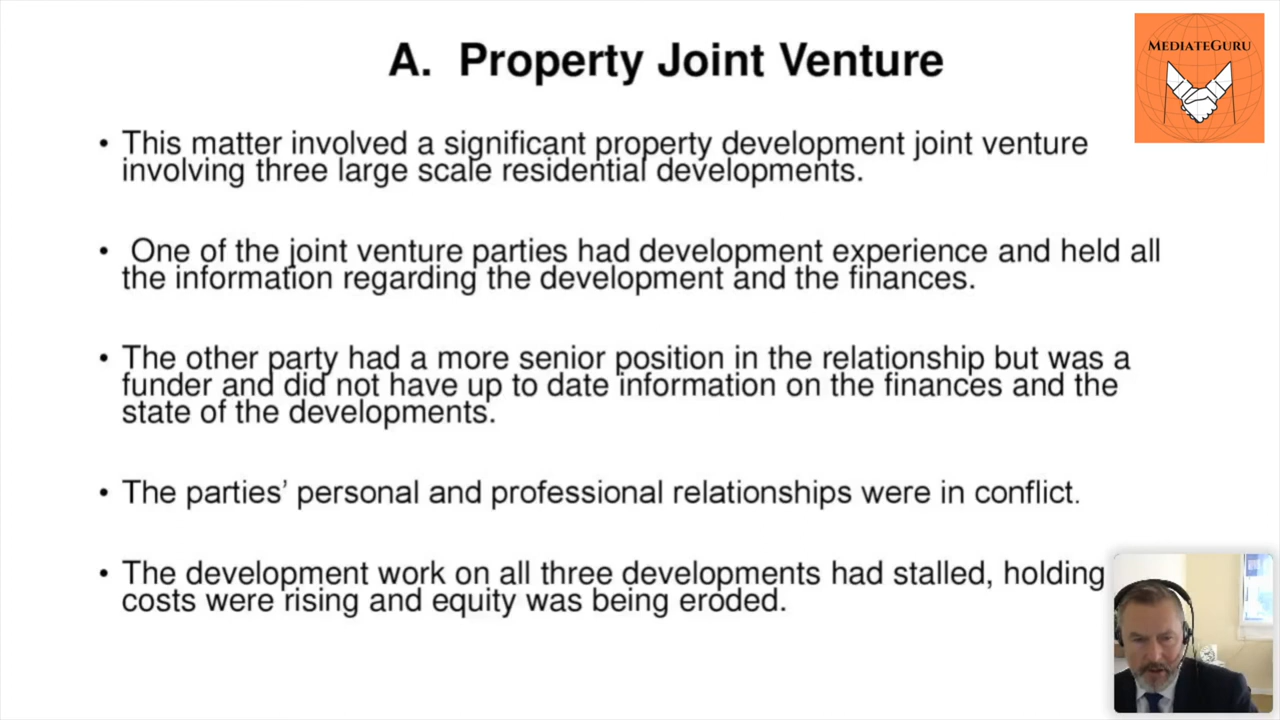 A. Property Joint Venture
MEDIATEGURU
• This matter involved a significant property development joint venture
involving three large scale residential developments.
• One of the joint venture parties had development experience and held all
the information regarding the development and the finances.
• The other party had a more senior position in the relationship but was a
funder and did not have up to date information on the finances and the
state of the developments.
• The parties’ personal and professional relationships were in conflict.
• The development work on all three developments had stalled, holding
costs were rising and equity was being eroded.